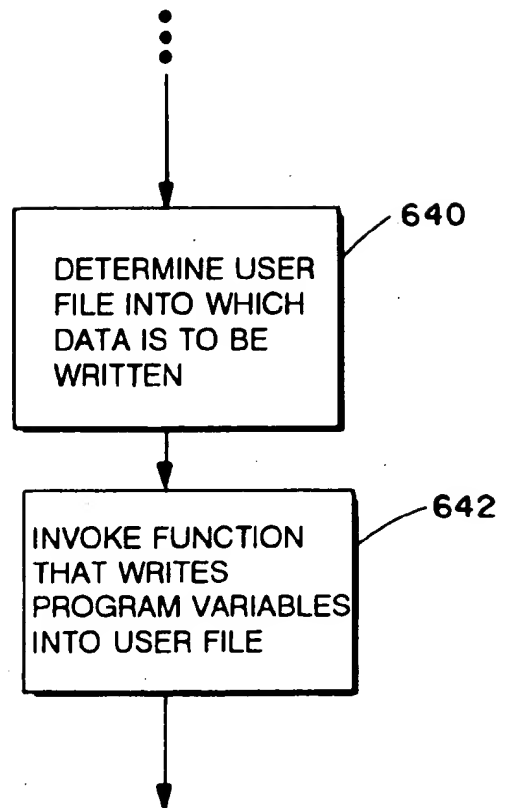 640
DETERMINE USER
FILE INTO WHICH
DATA IS TO BE
WRITTEN
642
INVOKE FUNCTION
THAT WRITES
PROGRAM VARIABLES
INTO USER FILE